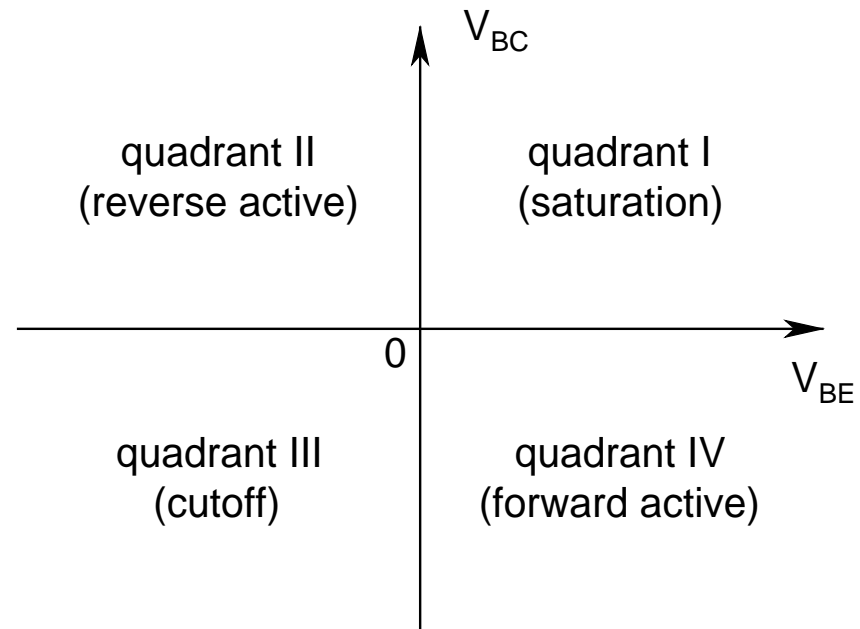 V_BC
quadrant II
(reverse active)
quadrant I
(saturation)
0
V_BE
quadrant III
(cutoff)
quadrant IV
(forward active)